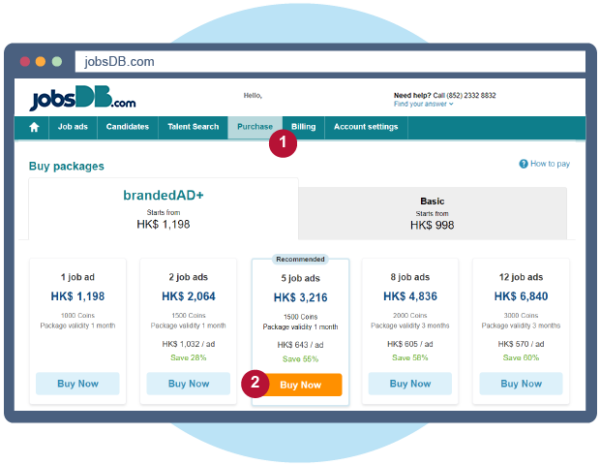 jobsDB.com
jobsDB.com
Hello,
Need help? Call (852) 2332 8832
Find your answer
Job ads Candidates Talent Search Purchase Billing Account settings
1
Buy packages
? How to pay
brandedAD+
Starts from
HK$ 1,198
Basic
Starts from
HK$ 998
1 job ad
HK$ 1,198
1000 Coins
Package validity 1 month
Buy Now
2 job ads
HK$ 2,064
1500 Coins
Package validity 1 month
HK$ 1,032 / ad
Save 28%
Buy Now
Recommended
5 job ads
HK$ 3,216
1500 Coins
Package validity 1 month
HK$ 643 / ad
Save 55%
2
Buy Now
8 job ads
HK$ 4,836
2000 Coins
Package validity 3 months
HK$ 605 / ad
Save 58%
Buy Now
12 job ads
HK$ 6,840
3000 Coins
Package validity 3 months
HK$ 570 / ad
Save 60%
Buy Now